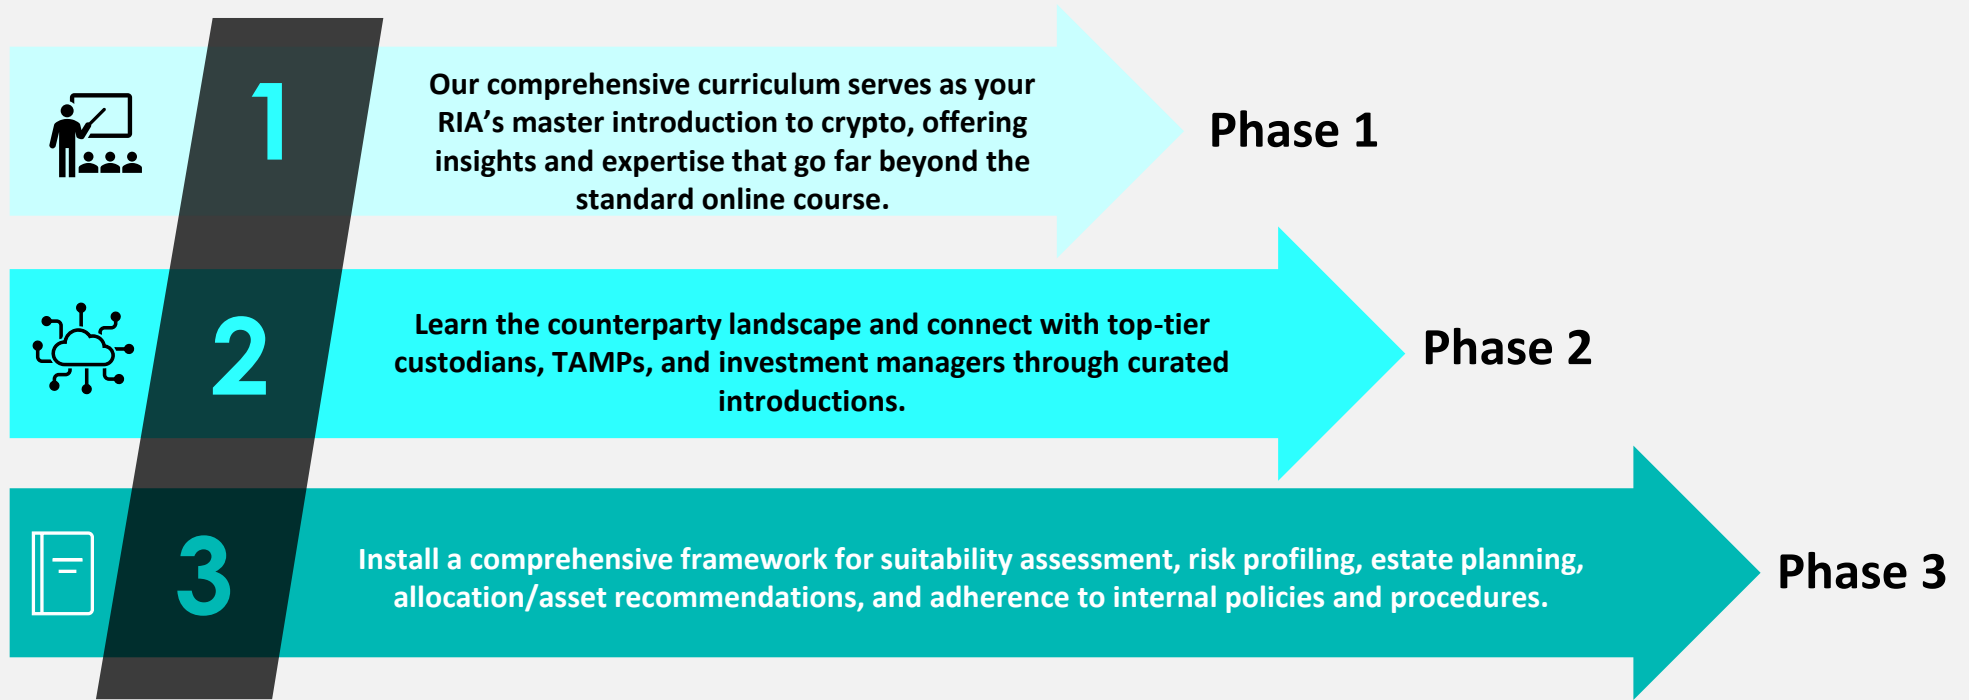 1
Our comprehensive curriculum serves as your
RIA’s master introduction to crypto, offering
insights and expertise that go far beyond the
standard online course.
Phase 1
2
Learn the counterparty landscape and connect with top-tier
custodians, TAMPs, and investment managers through curated
introductions.
Phase 2
3
Install a comprehensive framework for suitability assessment, risk profiling, estate planning,
allocation/asset recommendations, and adherence to internal policies and procedures.
Phase 3